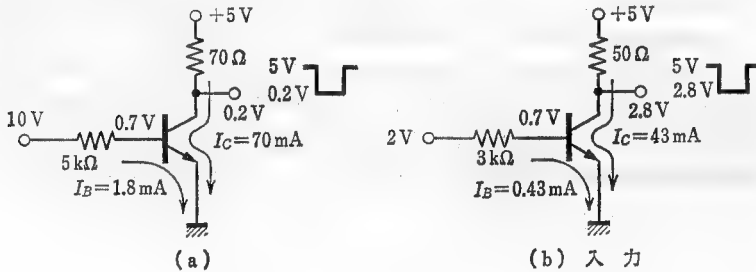 +5V
70Ω
5V
0.2V
0.2V
10V
0.7V
5kΩ
I_C=70mA
I_B=1.8mA
(a)
+5V
50Ω
5V
2.8V
2.8V
2V
0.7V
3kΩ
I_C=43mA
I_B=0.43mA
(b) 入力